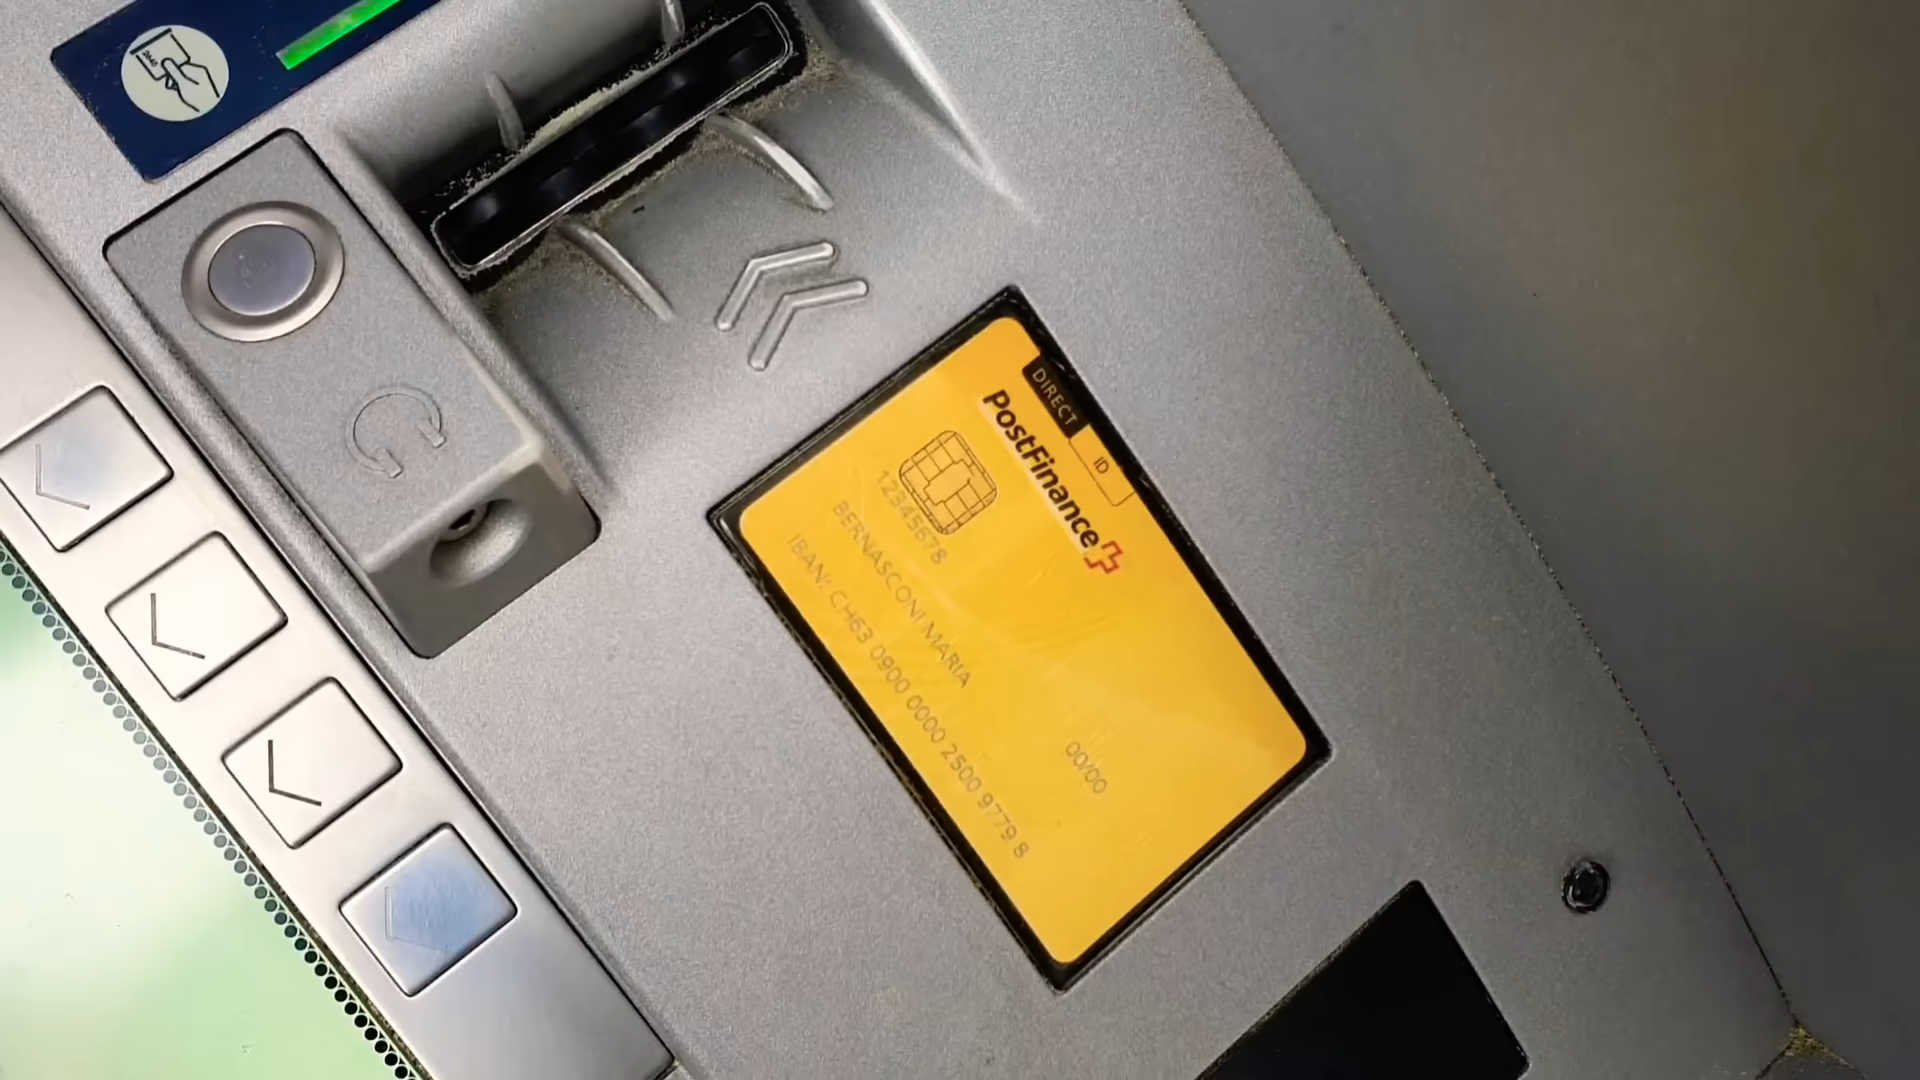 DIRECT
ID
PostFinance
12345678
BERNASCONI MARIA
IBAN: CH63 0900 0000 2500 9779 8
00/00